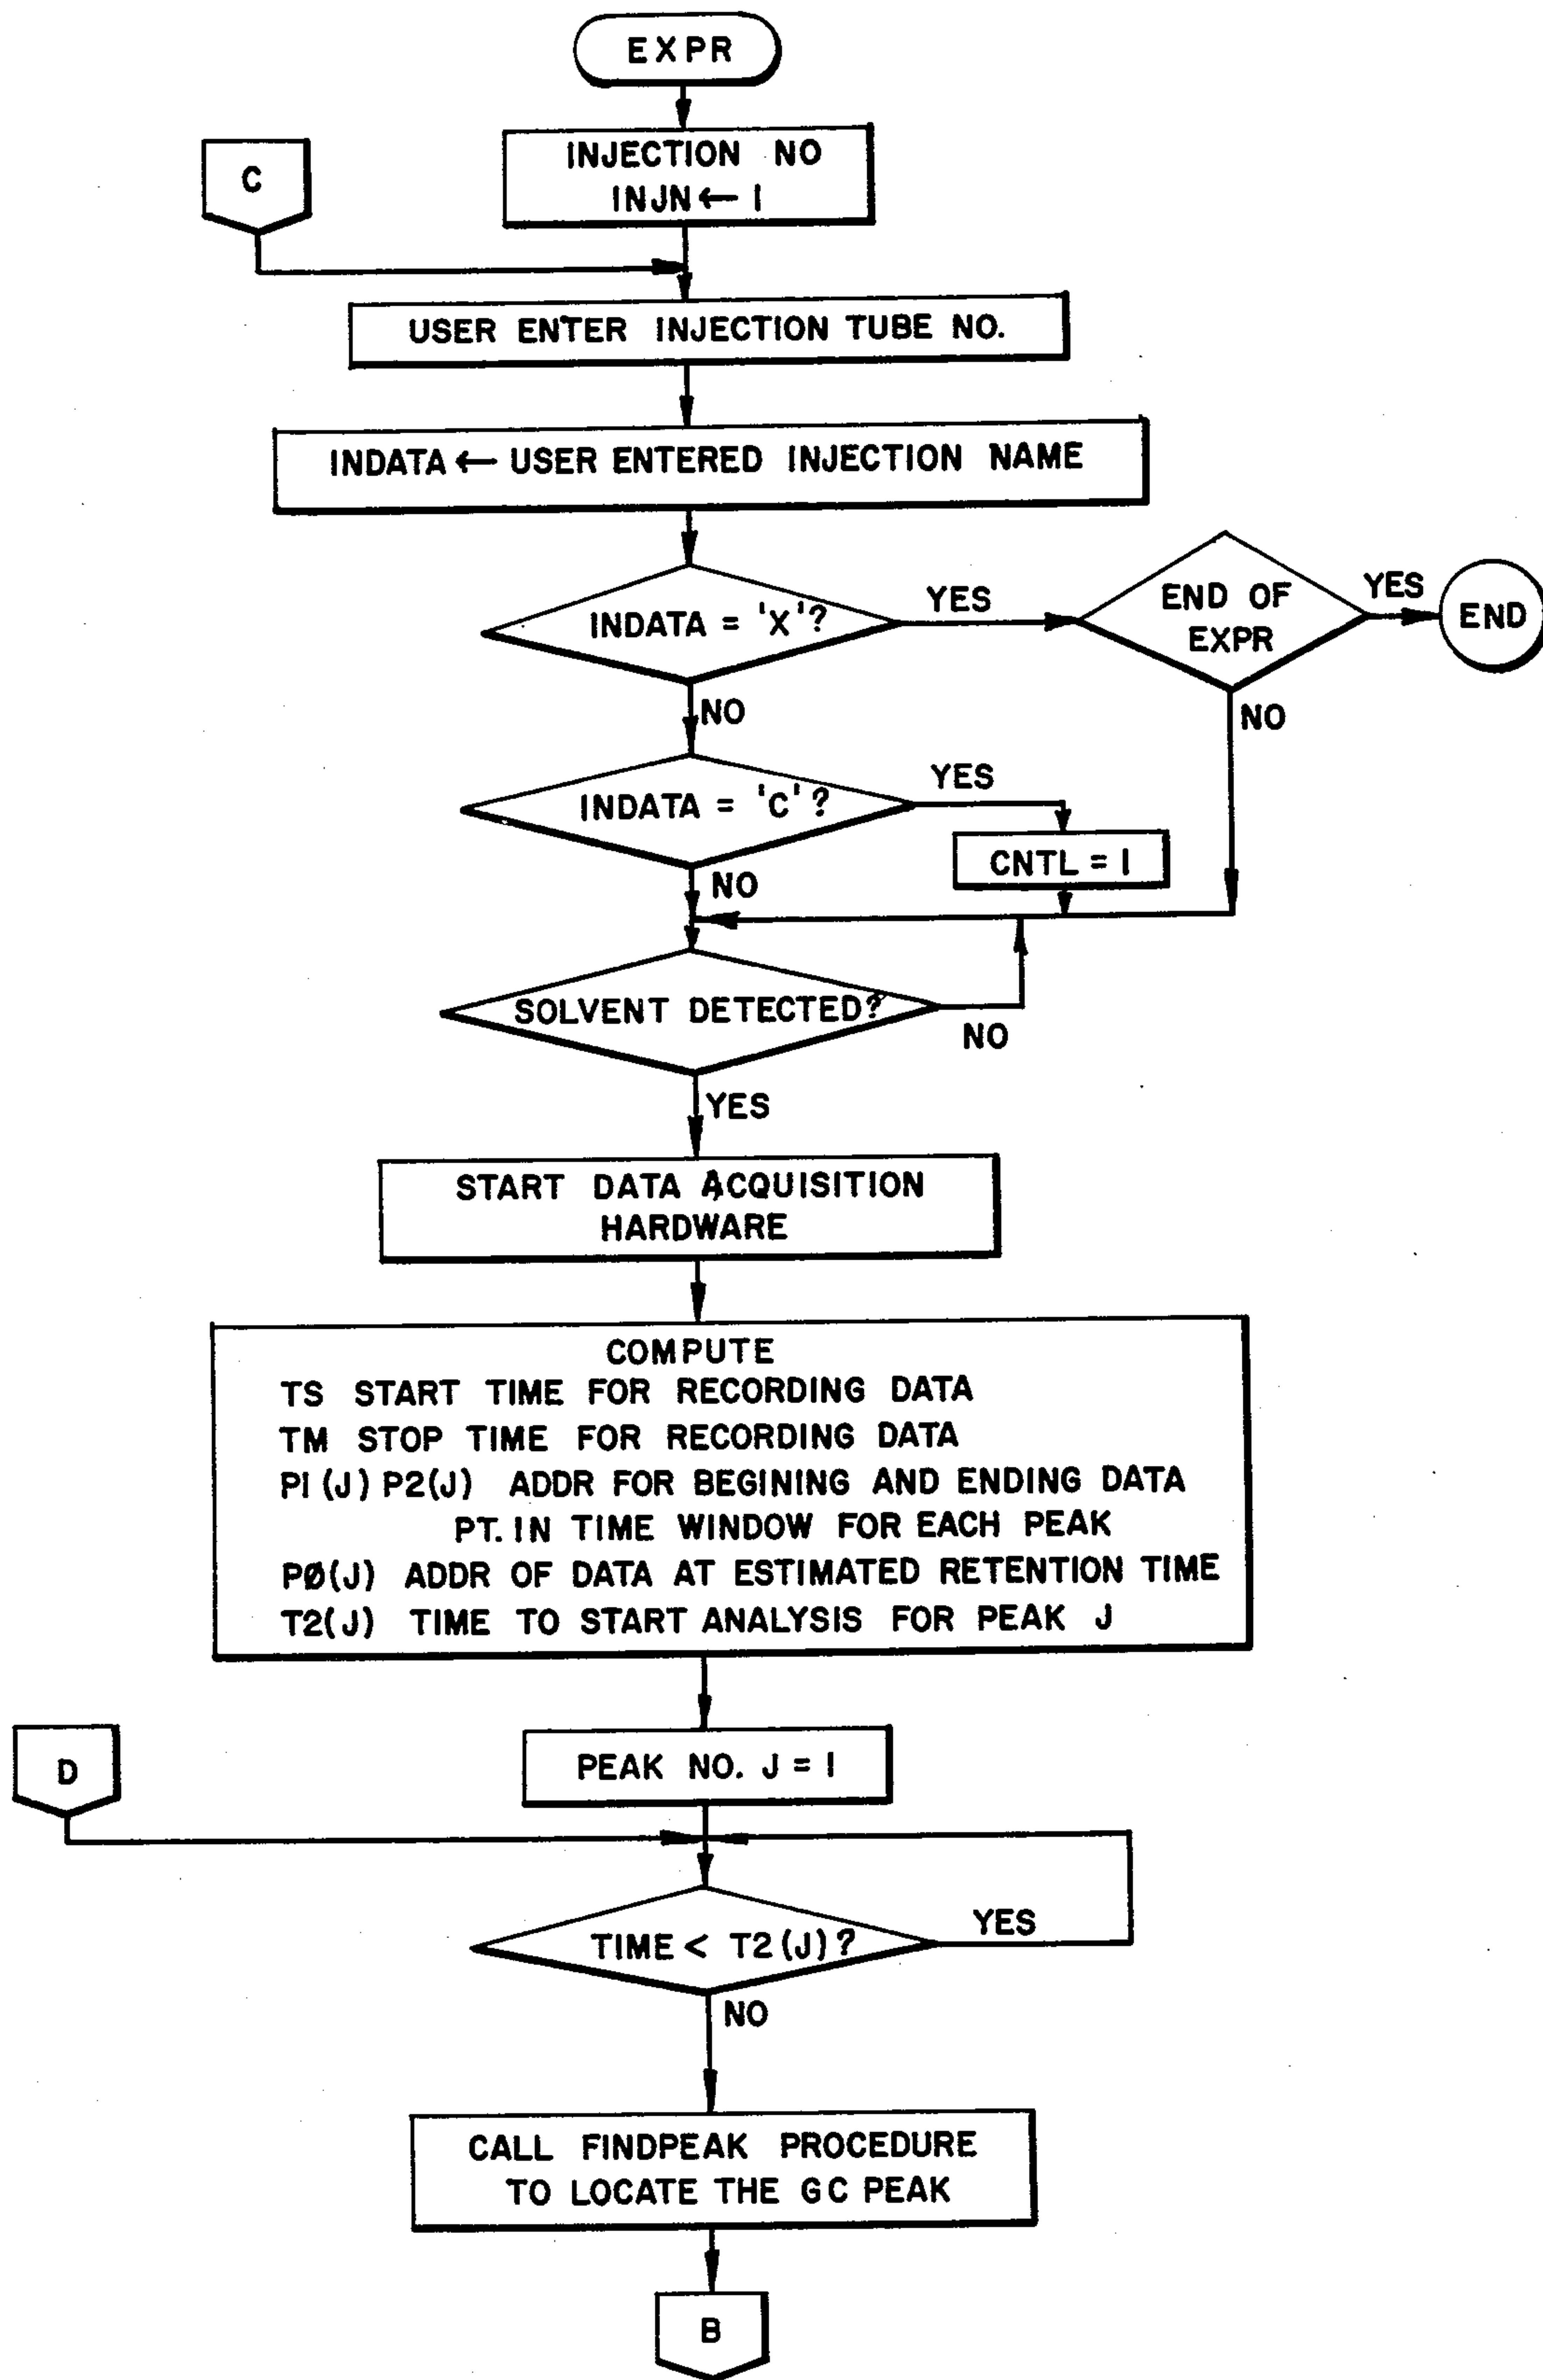 EXPR
INJECTION NO
INJN ← 1
C
USER ENTER INJECTION TUBE NO.
INDATA ← USER ENTERED INJECTION NAME
INDATA = 'X'?
YES
END OF
EXPR
YES
END
NO
NO
INDATA = 'C'?
YES
CNTL = 1
NO
SOLVENT DETECTED?
NO
YES
START DATA ACQUISITION
HARDWARE
COMPUTE
TS START TIME FOR RECORDING DATA
TM STOP TIME FOR RECORDING DATA
P1(J) P2(J) ADDR FOR BEGINING AND ENDING DATA
PT. IN TIME WINDOW FOR EACH PEAK
PØ(J) ADDR OF DATA AT ESTIMATED RETENTION TIME
T2(J) TIME TO START ANALYSIS FOR PEAK J
D
PEAK NO. J = 1
TIME < T2(J)?
YES
NO
CALL FINDPEAK PROCEDURE
TO LOCATE THE GC PEAK
B